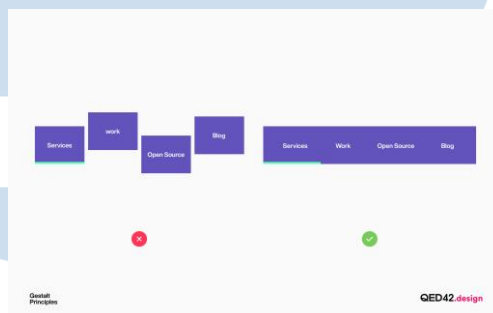 Services
work
Open Source
Blog
Services Work Open Source Blog
Gestalt
Principles
QED42.design